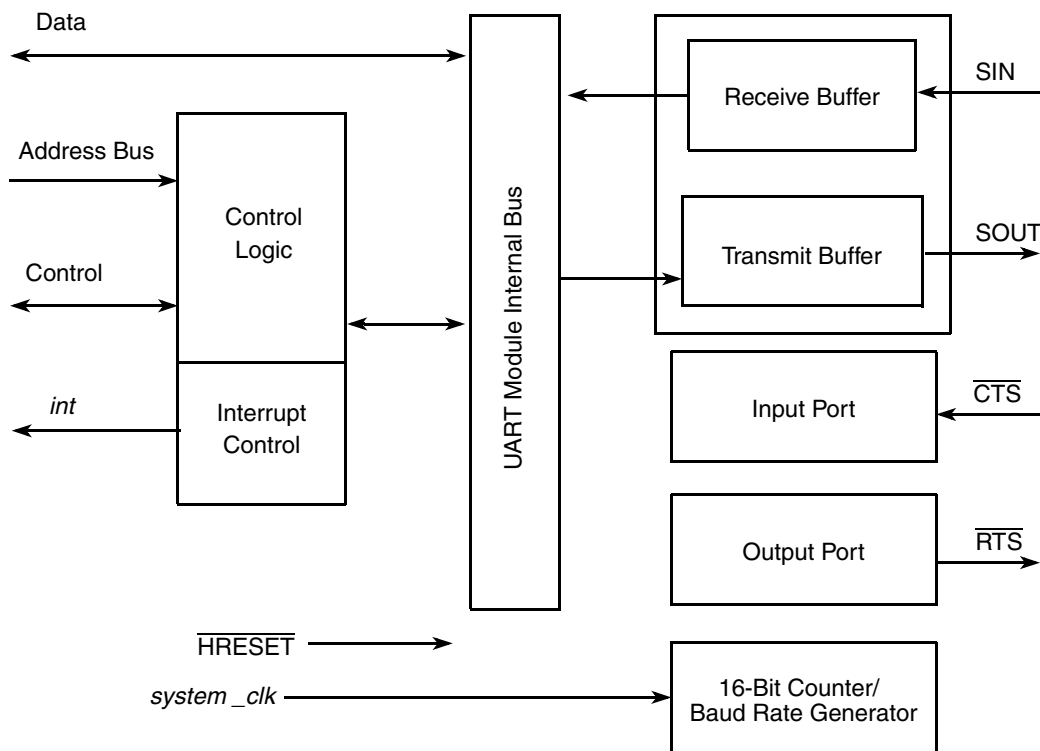 Data
SIN
Receive Buffer
Address Bus
Control
Logic
UART Module Internal Bus
SOUT
Transmit Buffer
Control
CTS
Input Port
int
Interrupt
Control
RTS
Output Port
HRESET
system _clk
16-Bit Counter/
Baud Rate Generator